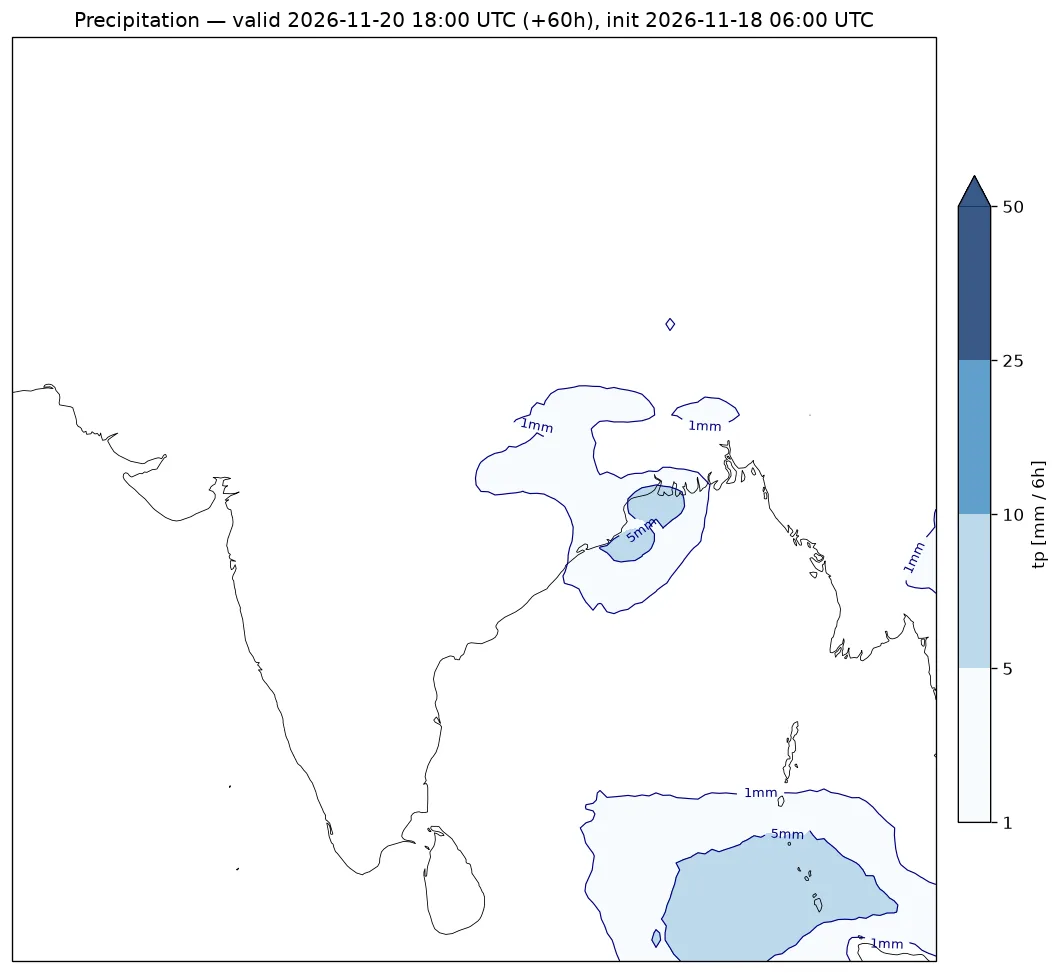 Precipitation — valid 2026-11-20 18:00 UTC (+60h), init 2026-11-18 06:00 UTC
50
25
10
5
1
tp [mm / 6h]
1mm
1mm
5mm
1mm
1mm
5mm
1mm